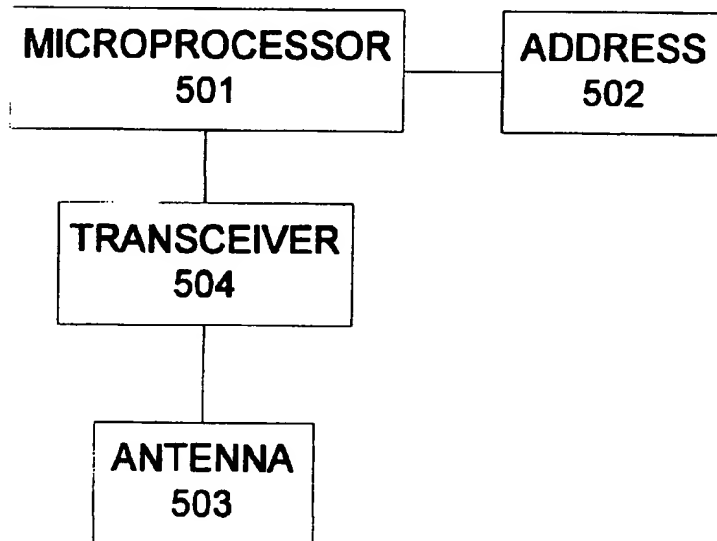 MICROPROCESSOR
501
ADDRESS
502
TRANSCEIVER
504
ANTENNA
503